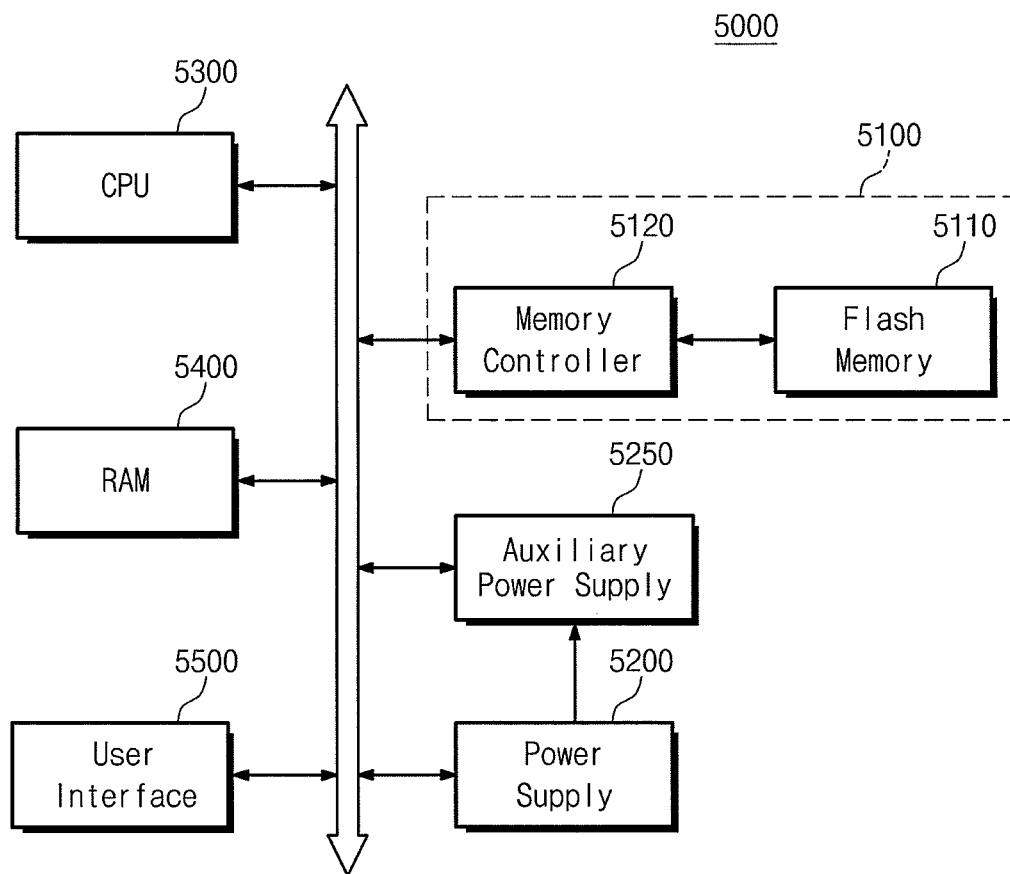 5000
5300
CPU
5100
5120
Memory
Controller
5110
Flash
Memory
5400
RAM
5250
Auxiliary
Power Supply
5500
User
Interface
5200
Power
Supply